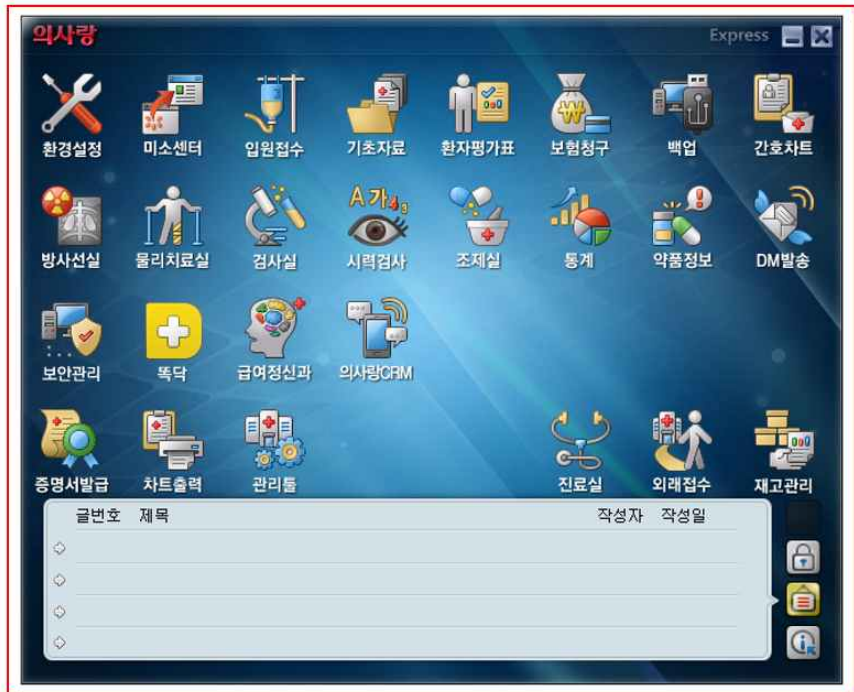 의사랑 Express
환경설정 미소센터 입원접수 기초자료 환자평가표 보험청구 백업 간호차트
A 가 4 3
방사선실 물리치료실 검사실 시력검사 조제실 통계 약품정보 DM발송
보안관리 똑닥 급여정신과 의사랑CRM
증명서발급 차트출력 관리툴 진료실 외래접수 재고관리
글번호 제목 작성자 작성일